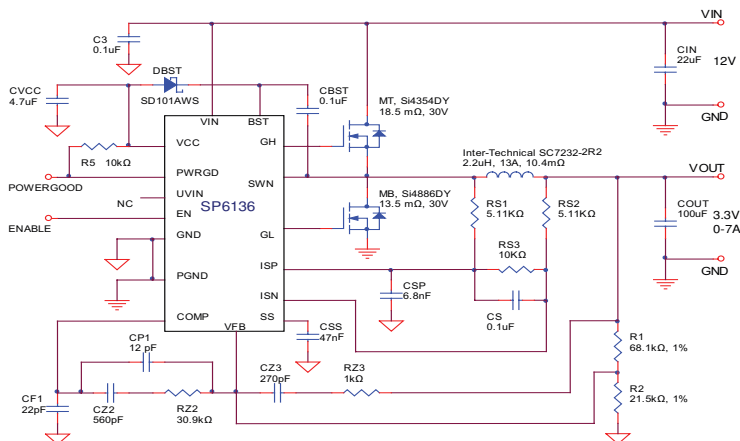 VIN
C3
0.1uF
CIN
22uF
12V
GND
DBST
SD101AWS
CVCC
4.7uF
CBST
0.1uF
MT, Si4354DY
18.5 mΩ, 30V
VIN
BST
VCC
GH
R5 10kΩ
PWRGD
SWN
POWERGOOD
NC
UVIN
SP6136
EN
ENABLE
GND
GL
MB, Si4886DY
13.5 mΩ, 30V
Inter-Technical SC7232-2R2
2.2uH, 13A, 10.4mΩ
VOUT
RS1
5.11KΩ
RS2
5.11KΩ
COUT
100uF
3.3V
0-7A
GND
RS3
10KΩ
ISP
PGND
ISN
CSP
6.8nF
CS
0.1uF
COMP
SS
VFB
CSS
47nF
CP1
12 pF
CZ3
270pF
RZ3
1kΩ
R1
68.1kΩ, 1%
CF1
22pF
CZ2
560pF
RZ2
30.9kΩ
R2
21.5kΩ, 1%